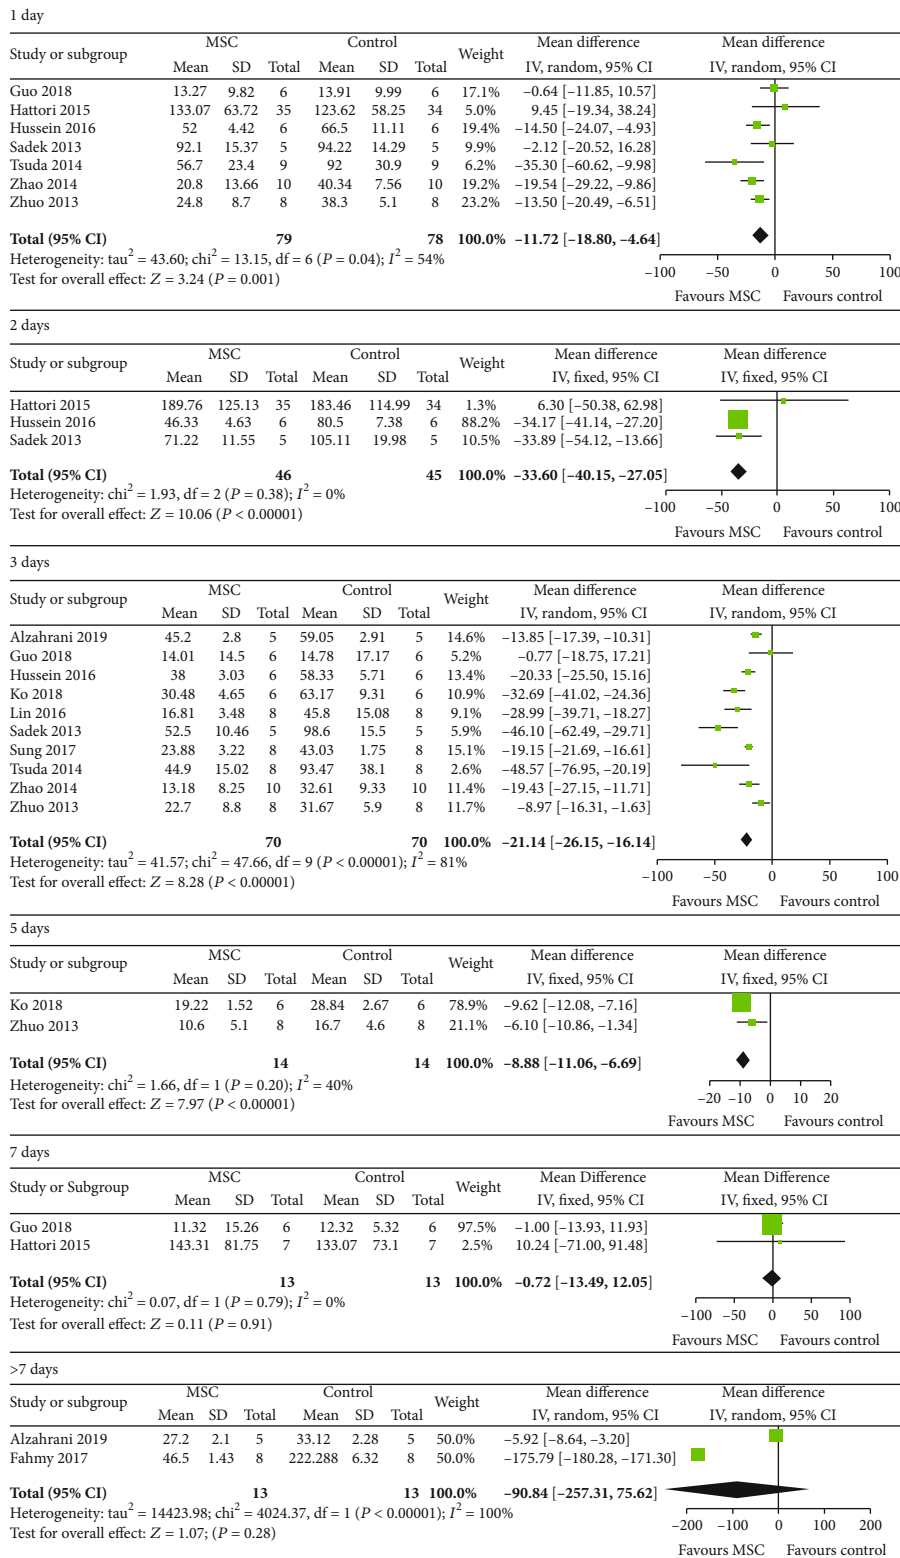 1 day
Study or subgroup MSC Control Weight Mean difference Mean difference
Mean SD Total Mean SD Total IV, random, 95% CI IV, random, 95% CI
Guo 2018 13.27 9.82 6 13.91 9.99 6 17.1% –0.64 [–11.85, 10.57]
Hattori 2015 133.07 63.72 35 123.62 58.25 34 5.0% 9.45 [–19.34, 38.24]
Hussein 2016 52 4.42 6 66.5 11.11 6 19.4% –14.50 [–24.07, –4.93]
Sadek 2013 92.1 15.37 5 94.22 14.29 5 9.9% –2.12 [–20.52, 16.28]
Tsuda 2014 56.7 23.4 9 92 30.9 9 6.2% –35.30 [–60.62, –9.98]
Zhao 2014 20.8 13.66 10 40.34 7.56 10 19.2% –19.54 [–29.22, –9.86]
Zhuo 2013 24.8 8.7 8 38.3 5.1 8 23.2% –13.50 [–20.49, –6.51]
Total (95% CI) 79 78 100.0% –11.72 [–18.80, –4.64]
Heterogeneity: tau² = 43.60; chi² = 13.15, df = 6 (P = 0.04); I² = 54%
Test for overall effect: Z = 3.24 (P = 0.001)
–100 –50 0 50 100
Favours MSC Favours control
2 days
Study or subgroup MSC Control Weight Mean difference Mean difference
Mean SD Total Mean SD Total IV, fixed, 95% CI IV, fixed, 95% CI
Hattori 2015 189.76 125.13 35 183.46 114.99 34 1.3% 6.30 [–50.38, 62.98]
Hussein 2016 46.33 4.63 6 80.5 7.38 6 88.2% –34.17 [–41.14, –27.20]
Sadek 2013 71.22 11.55 5 105.11 19.98 5 10.5% –33.89 [–54.12, –13.66]
Total (95% CI) 46 45 100.0% –33.60 [–40.15, –27.05]
Heterogeneity: chi² = 1.93, df = 2 (P = 0.38); I² = 0%
Test for overall effect: Z = 10.06 (P < 0.00001)
–100 –50 0 50 100
Favours MSC Favours control
3 days
Study or subgroup MSC Control Weight Mean difference Mean difference
Mean SD Total Mean SD Total IV, random, 95% CI IV, random, 95% CI
Alzahrani 2019 45.2 2.8 5 59.05 2.91 5 14.6% –13.85 [–17.39, –10.31]
Guo 2018 14.01 14.5 6 14.78 17.17 6 5.2% –0.77 [–18.75, 17.21]
Hussein 2016 38 3.03 6 58.33 5.71 6 13.4% –20.33 [–25.50, 15.16]
Ko 2018 30.48 4.65 6 63.17 9.31 6 10.9% –32.69 [–41.02, –24.36]
Lin 2016 16.81 3.48 8 45.8 15.08 8 9.1% –28.99 [–39.71, –18.27]
Sadek 2013 52.5 10.46 5 98.6 15.5 5 5.9% –46.10 [–62.49, –29.71]
Sung 2017 23.88 3.22 8 43.03 1.75 8 15.1% –19.15 [–21.69, –16.61]
Tsuda 2014 44.9 15.02 8 93.47 38.1 8 2.6% –48.57 [–76.95, –20.19]
Zhao 2014 13.18 8.25 10 32.61 9.33 10 11.4% –19.43 [–27.15, –11.71]
Zhuo 2013 22.7 8.8 8 31.67 5.9 8 11.7% –8.97 [–16.31, –1.63]
Total (95% CI) 70 70 100.0% –21.14 [–26.15, –16.14]
Heterogeneity: tau² = 41.57; chi² = 47.66, df = 9 (P < 0.00001); I² = 81%
Test for overall effect: Z = 8.28 (P < 0.00001)
–100 –50 0 50 100
Favours MSC Favours control
5 days
Study or subgroup MSC Control Weight Mean difference Mean difference
Mean SD Total Mean SD Total IV, fixed, 95% CI IV, fixed, 95% CI
Ko 2018 19.22 1.52 6 28.84 2.67 6 78.9% –9.62 [–12.08, –7.16]
Zhuo 2013 10.6 5.1 8 16.7 4.6 8 21.1% –6.10 [–10.86, –1.34]
Total (95% CI) 14 14 100.0% –8.88 [–11.06, –6.69]
Heterogeneity: chi² = 1.66, df = 1 (P = 0.20); I² = 40%
Test for overall effect: Z = 7.97 (P < 0.00001)
–20 –10 0 10 20
Favours MSC Favours control
7 days
Study or Subgroup MSC Control Weight Mean Difference Mean Difference
Mean SD Total Mean SD Total IV, fixed, 95% CI IV, fixed, 95% CI
Guo 2018 11.32 15.26 6 12.32 5.32 6 97.5% –1.00 [–13.93, 11.93]
Hattori 2015 143.31 81.75 7 133.07 73.1 7 2.5% 10.24 [–71.00, 91.48]
Total (95% CI) 13 13 100.0% –0.72 [–13.49, 12.05]
Heterogeneity: chi² = 0.07, df = 1 (P = 0.79); I² = 0%
Test for overall effect: Z = 0.11 (P = 0.91)
–100 –50 0 50 100
Favours MSC Favours control
>7 days
Study or subgroup MSC Control Weight Mean difference Mean difference
Mean SD Total Mean SD Total IV, random, 95% CI IV, random, 95% CI
Alzahrani 2019 27.2 2.1 5 33.12 2.28 5 50.0% –5.92 [–8.64, –3.20]
Fahmy 2017 46.5 1.43 8 222.288 6.32 8 50.0% –175.79 [–180.28, –171.30]
Total (95% CI) 13 13 100.0% –90.84 [–257.31, 75.62]
Heterogeneity: tau² = 14423.98; chi² = 4024.37, df = 1 (P < 0.00001); I² = 100%
Test for overall effect: Z = 1.07; (P = 0.28)
–200 –100 0 100 200
Favours MSC Favours control